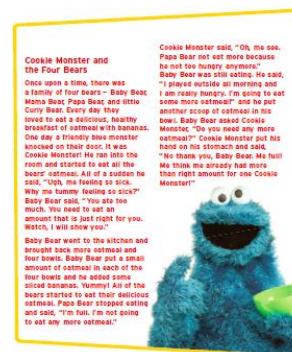 Cookie Monster and
the Four Bears
Once upon a time, there was
a family of four bears – Baby Bear,
Mama Bear, Papa Bear, and little
Curly Bear. Every day they
loved to eat a delicious, healthy
breakfast of oatmeal with bananas.
One day a friendly blue monster
knocked on their door. It was
Cookie Monster! He ran into the
room and started to eat all the
bears' oatmeal. All of a sudden he
said, "Ugh, me feeling so sick.
Why me tummy feeling so sick?"
Baby Bear said, "You ate too
much. You need to eat an
amount that is just right for you.
Watch, I will show you."
Baby Bear went to the kitchen and
brought back more oatmeal and
four bowls. Baby Bear put a small
amount of oatmeal in each of the
four bowls and he added some
sliced bananas. Yummy! All of the
bears started to eat their delicious
oatmeal. Papa Bear stopped eating
and said, "I'm full. I'm not going
to eat any more oatmeal."
Cookie Monster said, "Oh, me see.
Papa Bear not eat more because
he not too hungry anymore."
Baby Bear was still eating. He said,
"I played outside all morning and
I am really hungry. I'm going to eat
some more oatmeal!" and he put
another scoop of oatmeal in his
bowl. Baby Bear asked Cookie
Monster, "Do you need any more
oatmeal?" Cookie Monster put his
hand on his stomach and said,
"No thank you, Baby Bear. Me full!
Me think me already had more
than right amount for one Cookie
Monster!"